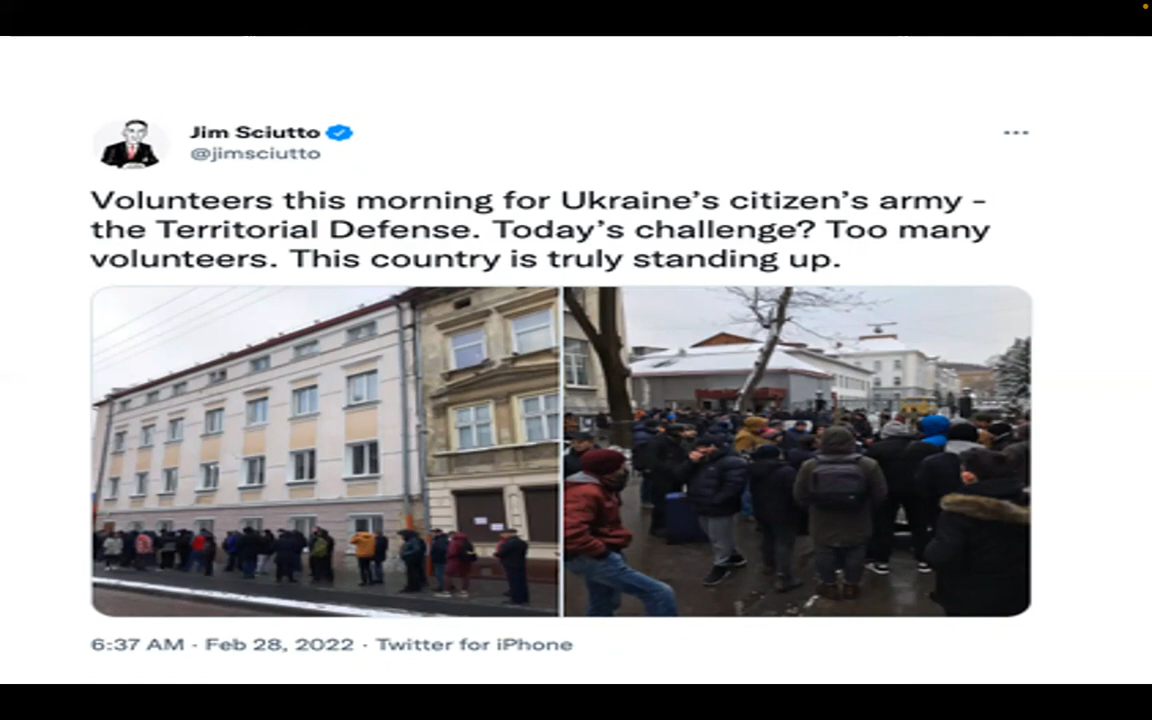 Jim Sciutto
@jimsciutto
Volunteers this morning for Ukraine’s citizen’s army -
the Territorial Defense. Today’s challenge? Too many
volunteers. This country is truly standing up.
6:37 AM · Feb 28, 2022 · Twitter for iPhone